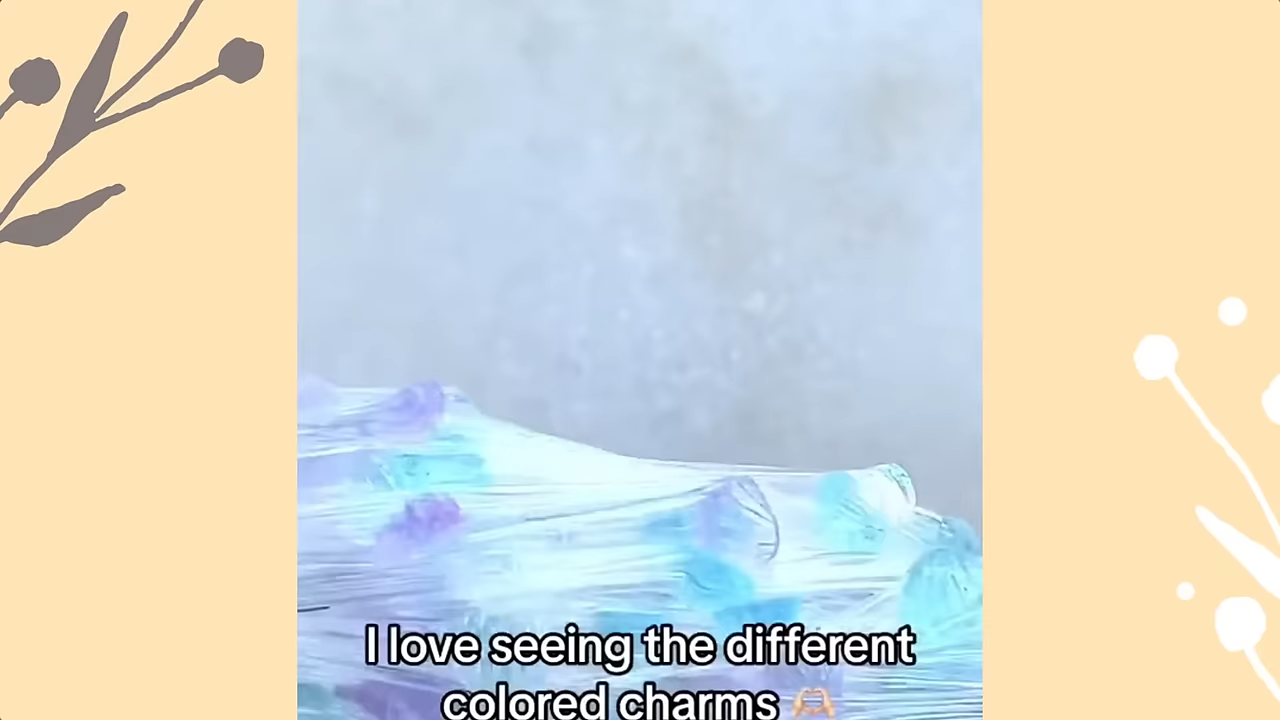 I love seeing the different
colored charms 🫶🏼